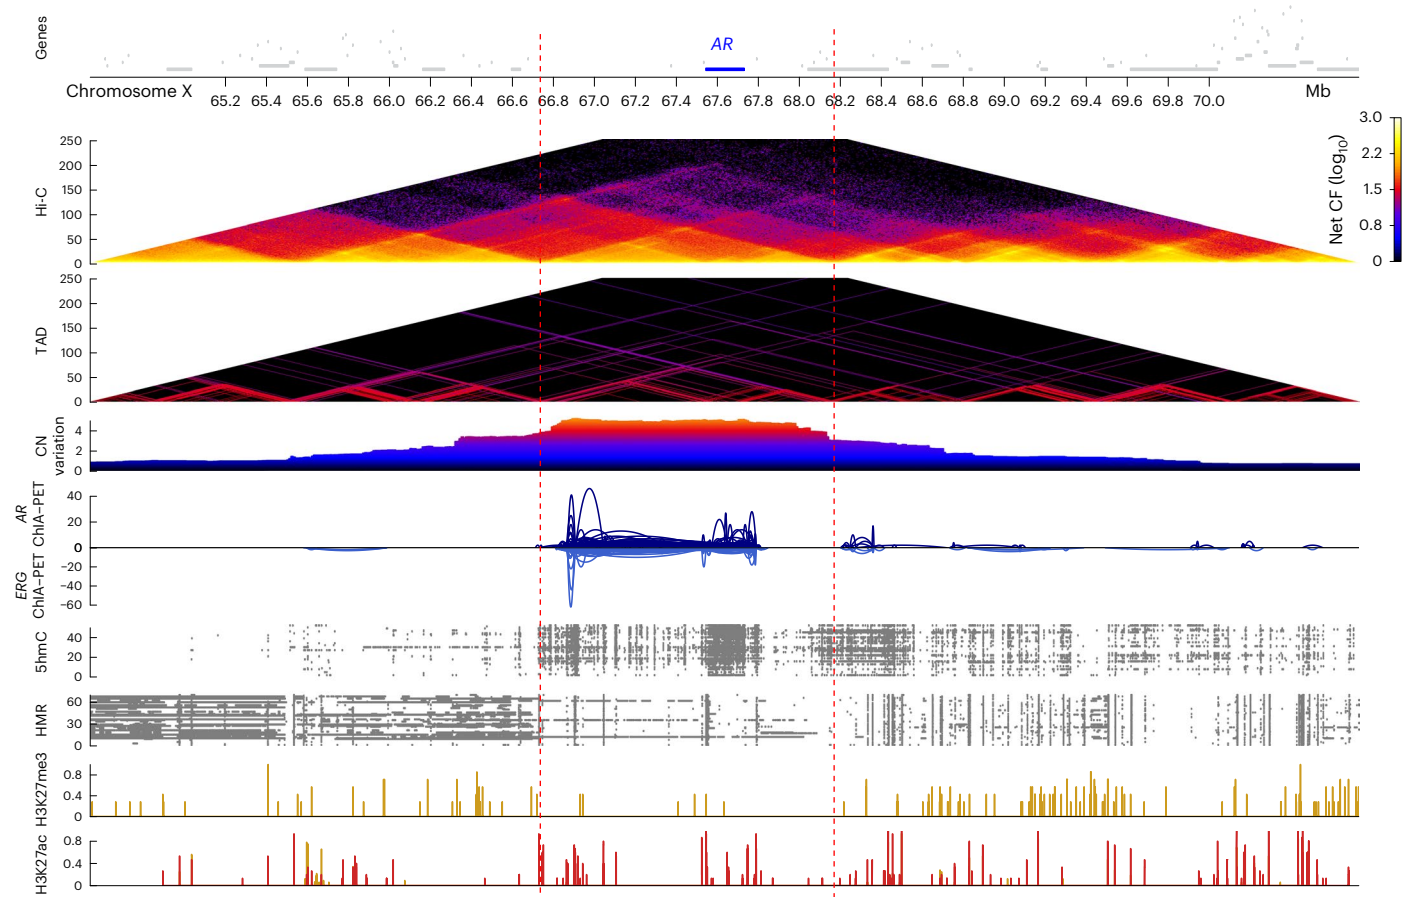 Genes
AR
Chromosome X
65.2 65.4 65.6 65.8 66.0 66.2 66.4 66.6 66.8 67.0 67.2 67.4 67.6 67.8 68.0 68.2 68.4 68.6 68.8 69.0 69.2 69.4 69.6 69.8 70.0
Mb
Hi-C
250
200
150
100
50
0
Net CF (log10)
3.0
2.2
1.5
0.8
0
TAD
250
200
150
100
50
0
CN
variation
4
2
0
AR
ChIA–PET
40
20
0
ERG
ChIA–PET
−20
−40
−60
5hmC
40
20
0
HMR
60
30
0
H3K27me3
0.8
0.4
0
H3K27ac
0.8
0.4
0